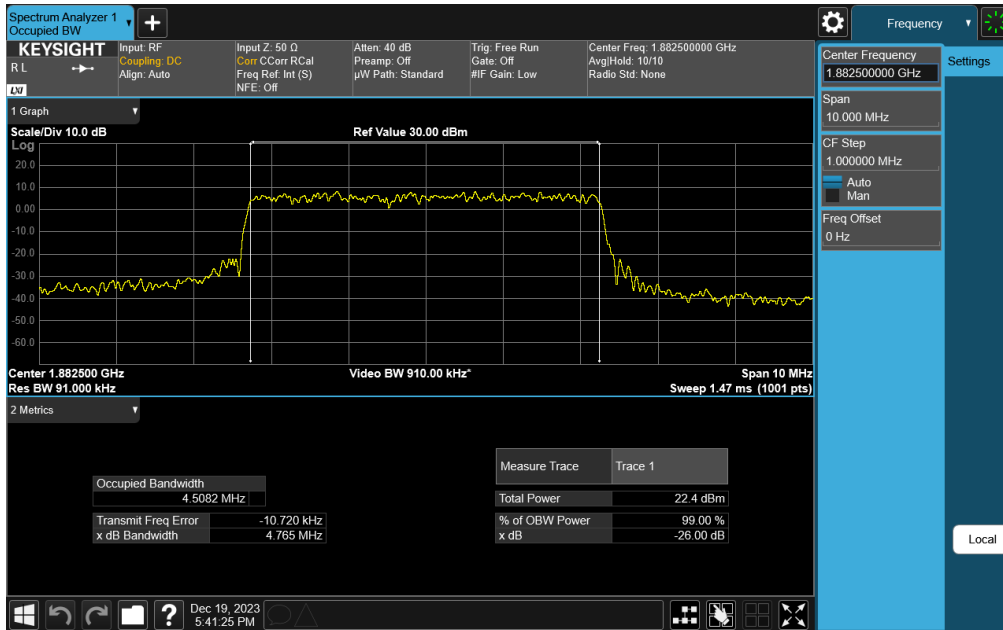 Spectrum Analyzer 1
Occupied BW
Frequency
KEYSIGHT
R L
LXI
Input: RF
Coupling: DC
Align: Auto
Input Z: 50 Ω
Corr CCorr RCal
Freq Ref: Int (S)
NFE: Off
Atten: 40 dB
Preamp: Off
µW Path: Standard
Trig: Free Run
Gate: Off
#IF Gain: Low
Center Freq: 1.882500000 GHz
Avg|Hold: 10/10
Radio Std: None
Center Frequency
1.882500000 GHz
Settings
Span
10.000 MHz
CF Step
1.000000 MHz
Auto
Man
Freq Offset
0 Hz
1 Graph
Scale/Div 10.0 dB
Ref Value 30.00 dBm
Log
20.0
10.0
0.00
-10.0
-20.0
-30.0
-40.0
-50.0
-60.0
Center 1.882500 GHz
Video BW 910.00 kHz*
Span 10 MHz
Res BW 91.000 kHz
Sweep 1.47 ms (1001 pts)
2 Metrics
Measure Trace
Trace 1
Occupied Bandwidth
4.5082 MHz
Total Power
22.4 dBm
Transmit Freq Error
-10.720 kHz
% of OBW Power
99.00 %
x dB Bandwidth
4.765 MHz
x dB
-26.00 dB
Local
?
Dec 19, 2023
5:41:25 PM